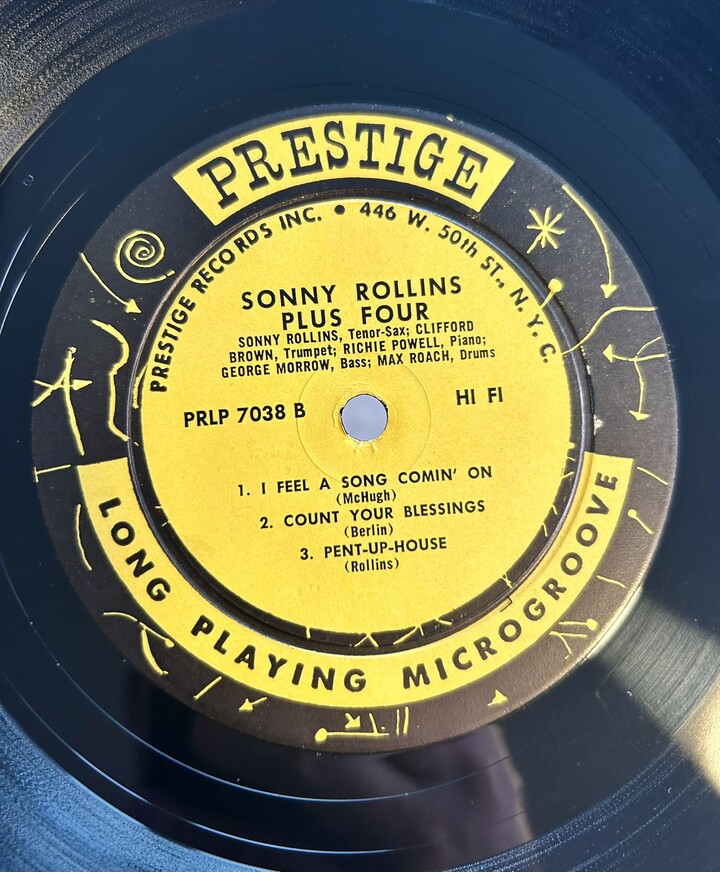 PRESTIGE
PRESTIGE RECORDS INC. • 446 W. 50th ST., N. Y. C.
SONNY ROLLINS
PLUS FOUR
SONNY ROLLINS, Tenor-Sax; CLIFFORD
BROWN, Trumpet; RICHIE POWELL, Piano;
GEORGE MORROW, Bass; MAX ROACH, Drums
PRLP 7038 B
HI FI
1. I FEEL A SONG COMIN' ON
(McHugh)
2. COUNT YOUR BLESSINGS
(Berlin)
3. PENT-UP-HOUSE
(Rollins)
LONG PLAYING MICROGROOVE